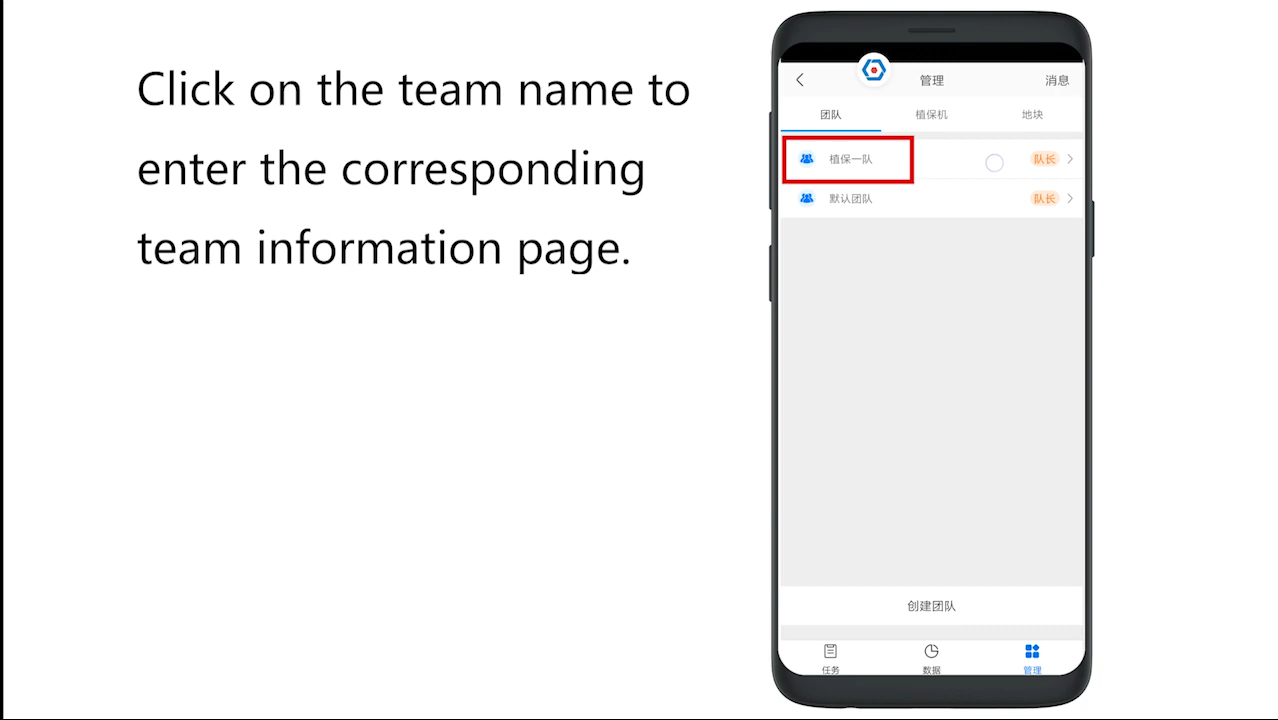 Click on the team name to
enter the corresponding
team information page.
管理 消息
团队 植保机 地块
植保一队 队长
默认团队 队长
创建团队
任务 数据 管理